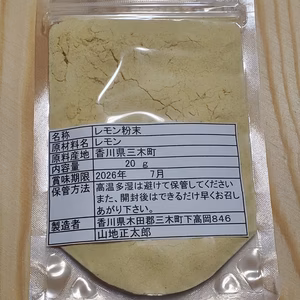 名称 レモン粉末
原材料名 レモン
原料産地 香川県三木町
内容量 20 g
賞味期限 2026年 7月
保管方法 高温多湿は避けて保管してください
また、開封後はできるだけ早くお召し
あがり下さい。
製造者 香川県木田郡三木町下高岡846
山地正太郎